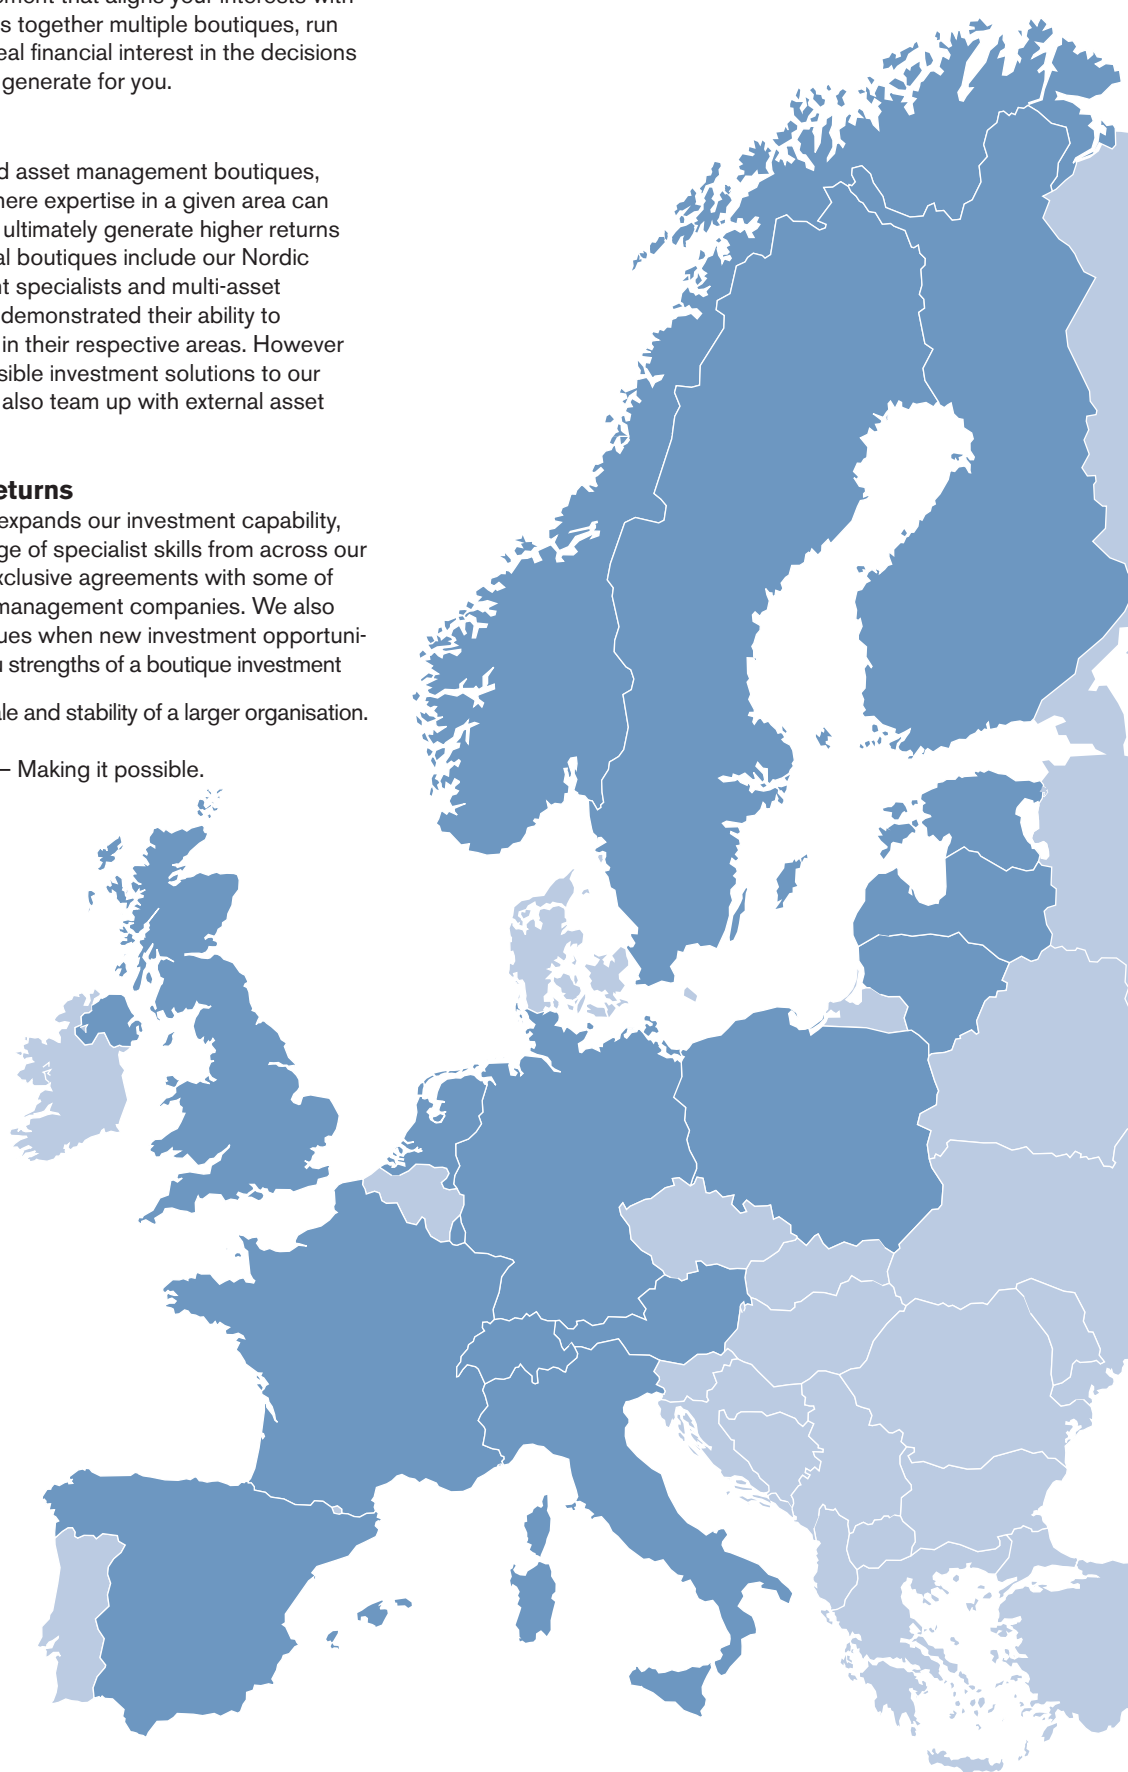 s together multiple boutiques, run
eal financial interest in the decisions
generate for you.
d asset management boutiques,
here expertise in a given area can
ultimately generate higher returns
al boutiques include our Nordic
nt specialists and multi-asset
demonstrated their ability to
in their respective areas. However
sible investment solutions to our
also team up with external asset
eturns
expands our investment capability,
ge of specialist skills from across our
xclusive agreements with some of
management companies. We also
ues when new investment opportuni-
u strengths of a boutique investment
ale and stability of a larger organisation.
– Making it possible.